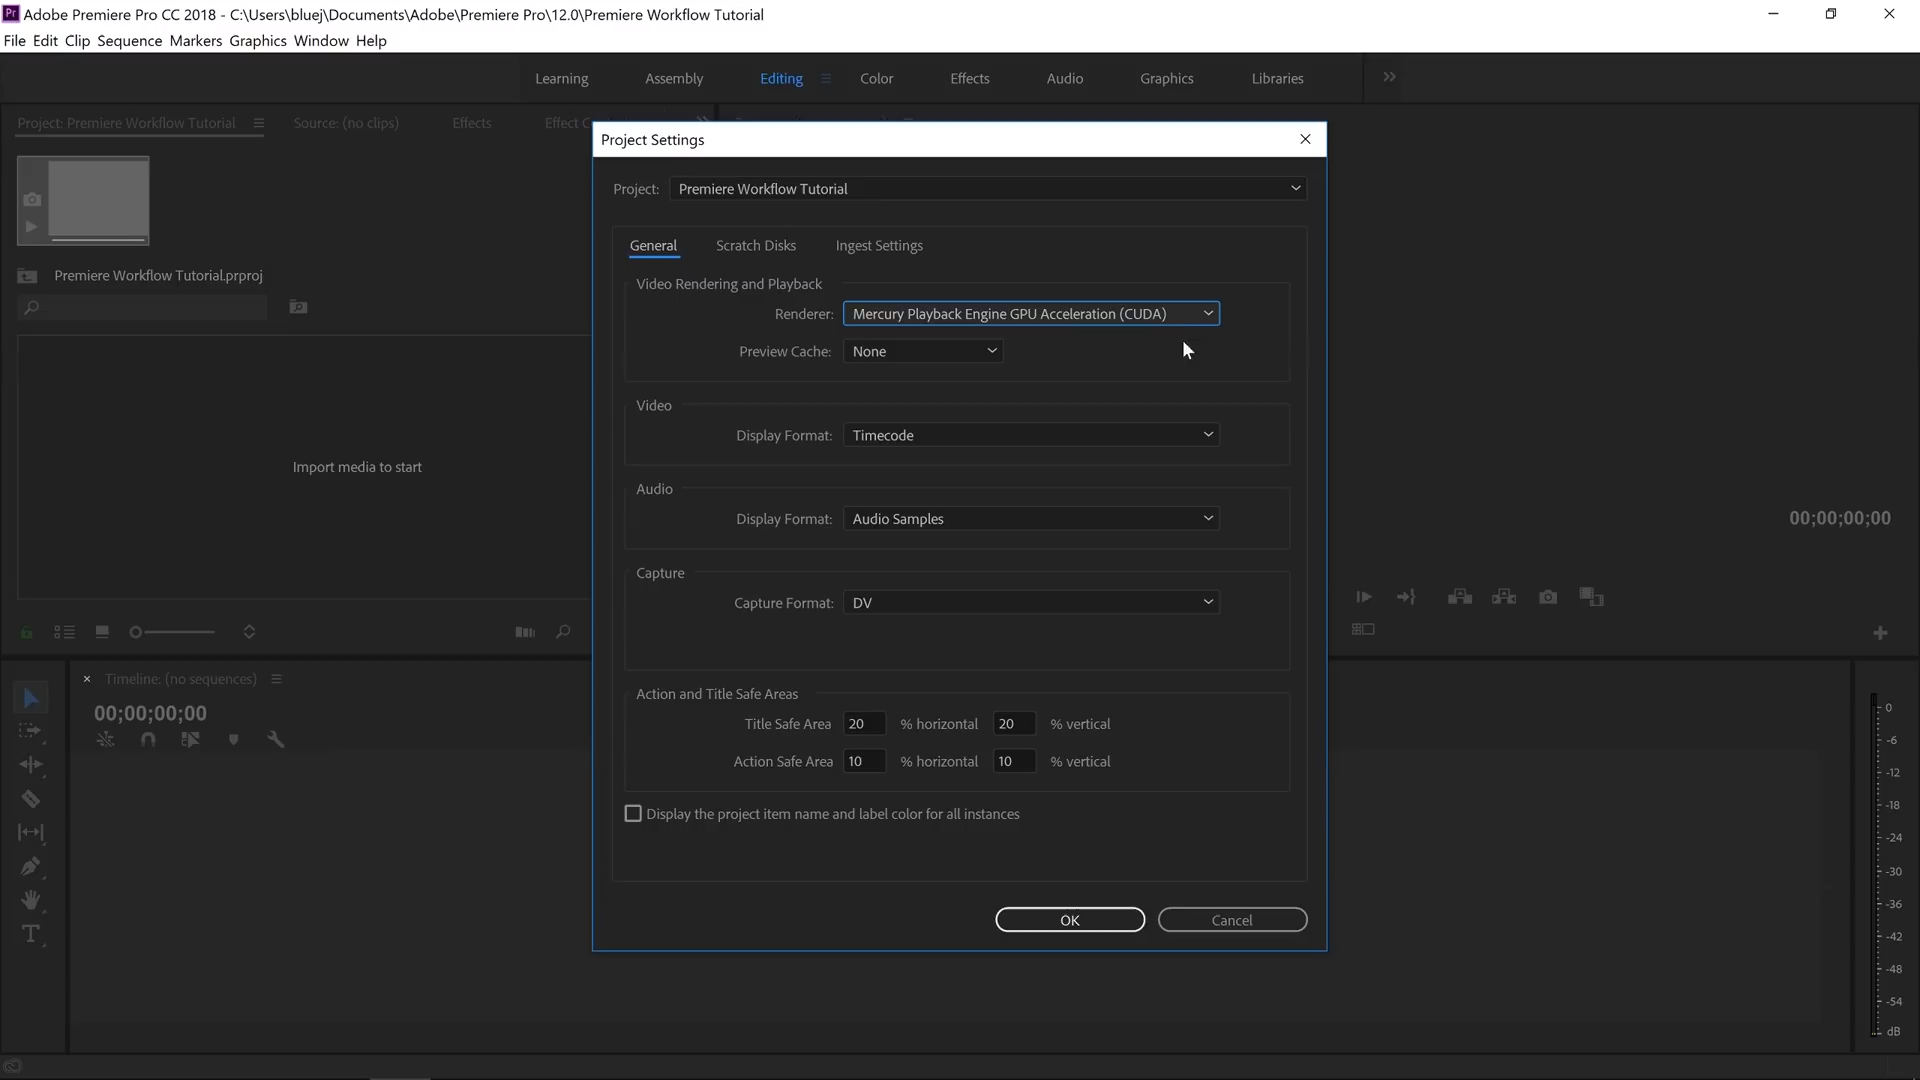 Adobe Premiere Pro CC 2018 - C:\Users\bluej\Documents\Adobe\Premiere Pro\12.0\Premiere Workflow Tutorial
File Edit Clip Sequence Markers Graphics Window Help
Learning Assembly Editing Color Effects Audio Graphics Libraries
Project: Premiere Workflow Tutorial Source: (no clips) Effects Effect C
Premiere Workflow Tutorial.prproj
Import media to start
Project Settings
Project: Premiere Workflow Tutorial
General Scratch Disks Ingest Settings
Video Rendering and Playback
Renderer: Mercury Playback Engine GPU Acceleration (CUDA)
Preview Cache: None
Video
Display Format: Timecode
Audio
Display Format: Audio Samples
Capture
Capture Format: DV
Action and Title Safe Areas
Title Safe Area 20 % horizontal 20 % vertical
Action Safe Area 10 % horizontal 10 % vertical
Display the project item name and label color for all instances
OK Cancel
00;00;00;00
Timeline: (no sequences)
00;00;00;00
0
-6
-12
-18
-24
-30
-36
-42
-48
-54
dB